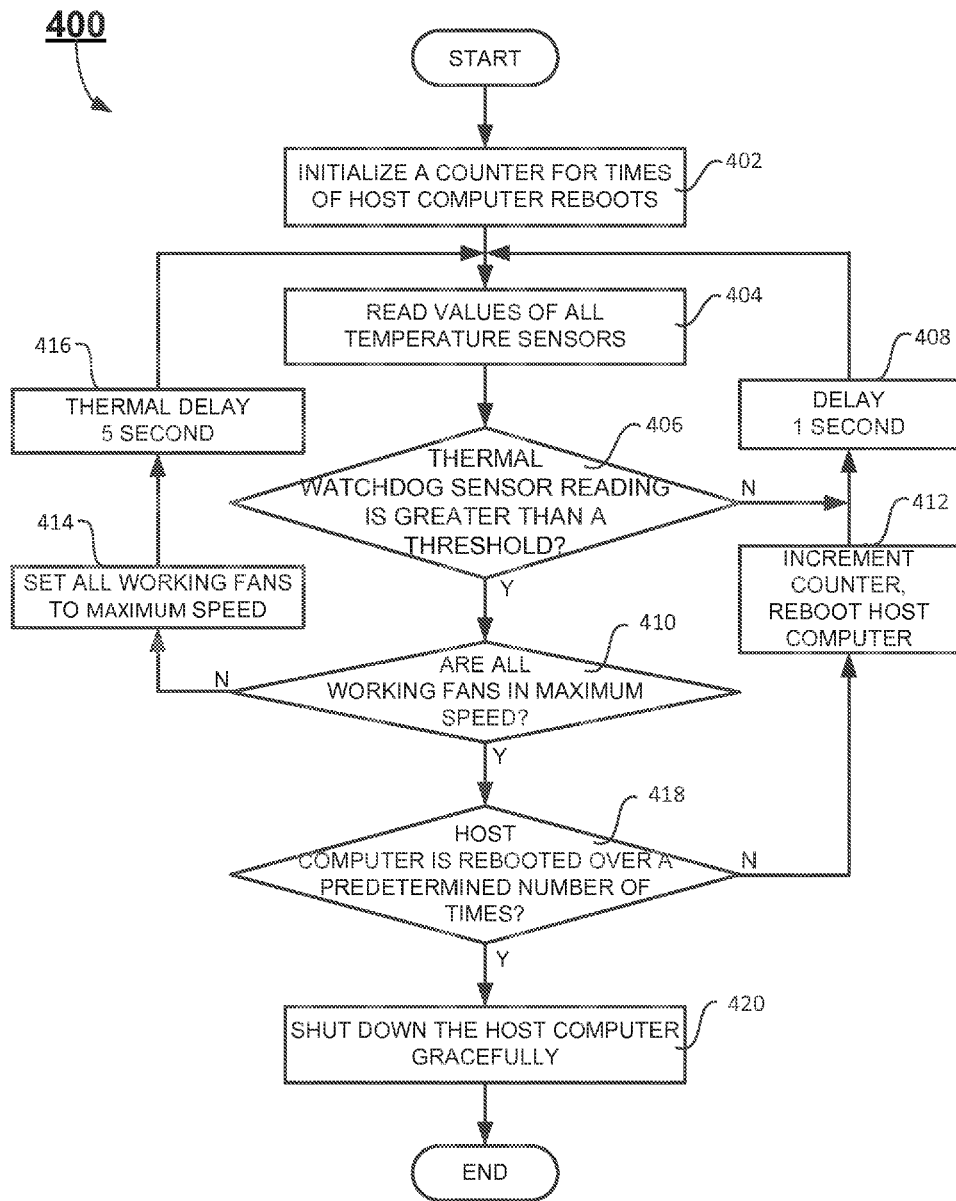 400
START
INITIALIZE A COUNTER FOR TIMES
OF HOST COMPUTER REBOOTS
402
READ VALUES OF ALL
TEMPERATURE SENSORS
404
416
THERMAL DELAY
5 SECOND
408
DELAY
1 SECOND
THERMAL
WATCHDOG SENSOR READING
IS GREATER THAN A
THRESHOLD?
406
N
Y
414
SET ALL WORKING FANS
TO MAXIMUM SPEED
412
INCREMENT
COUNTER,
REBOOT HOST
COMPUTER
ARE ALL
WORKING FANS IN MAXIMUM
SPEED?
410
N
Y
HOST
COMPUTER IS REBOOTED OVER A
PREDETERMINED NUMBER OF
TIMES?
418
N
Y
SHUT DOWN THE HOST COMPUTER
GRACEFULLY
420
END